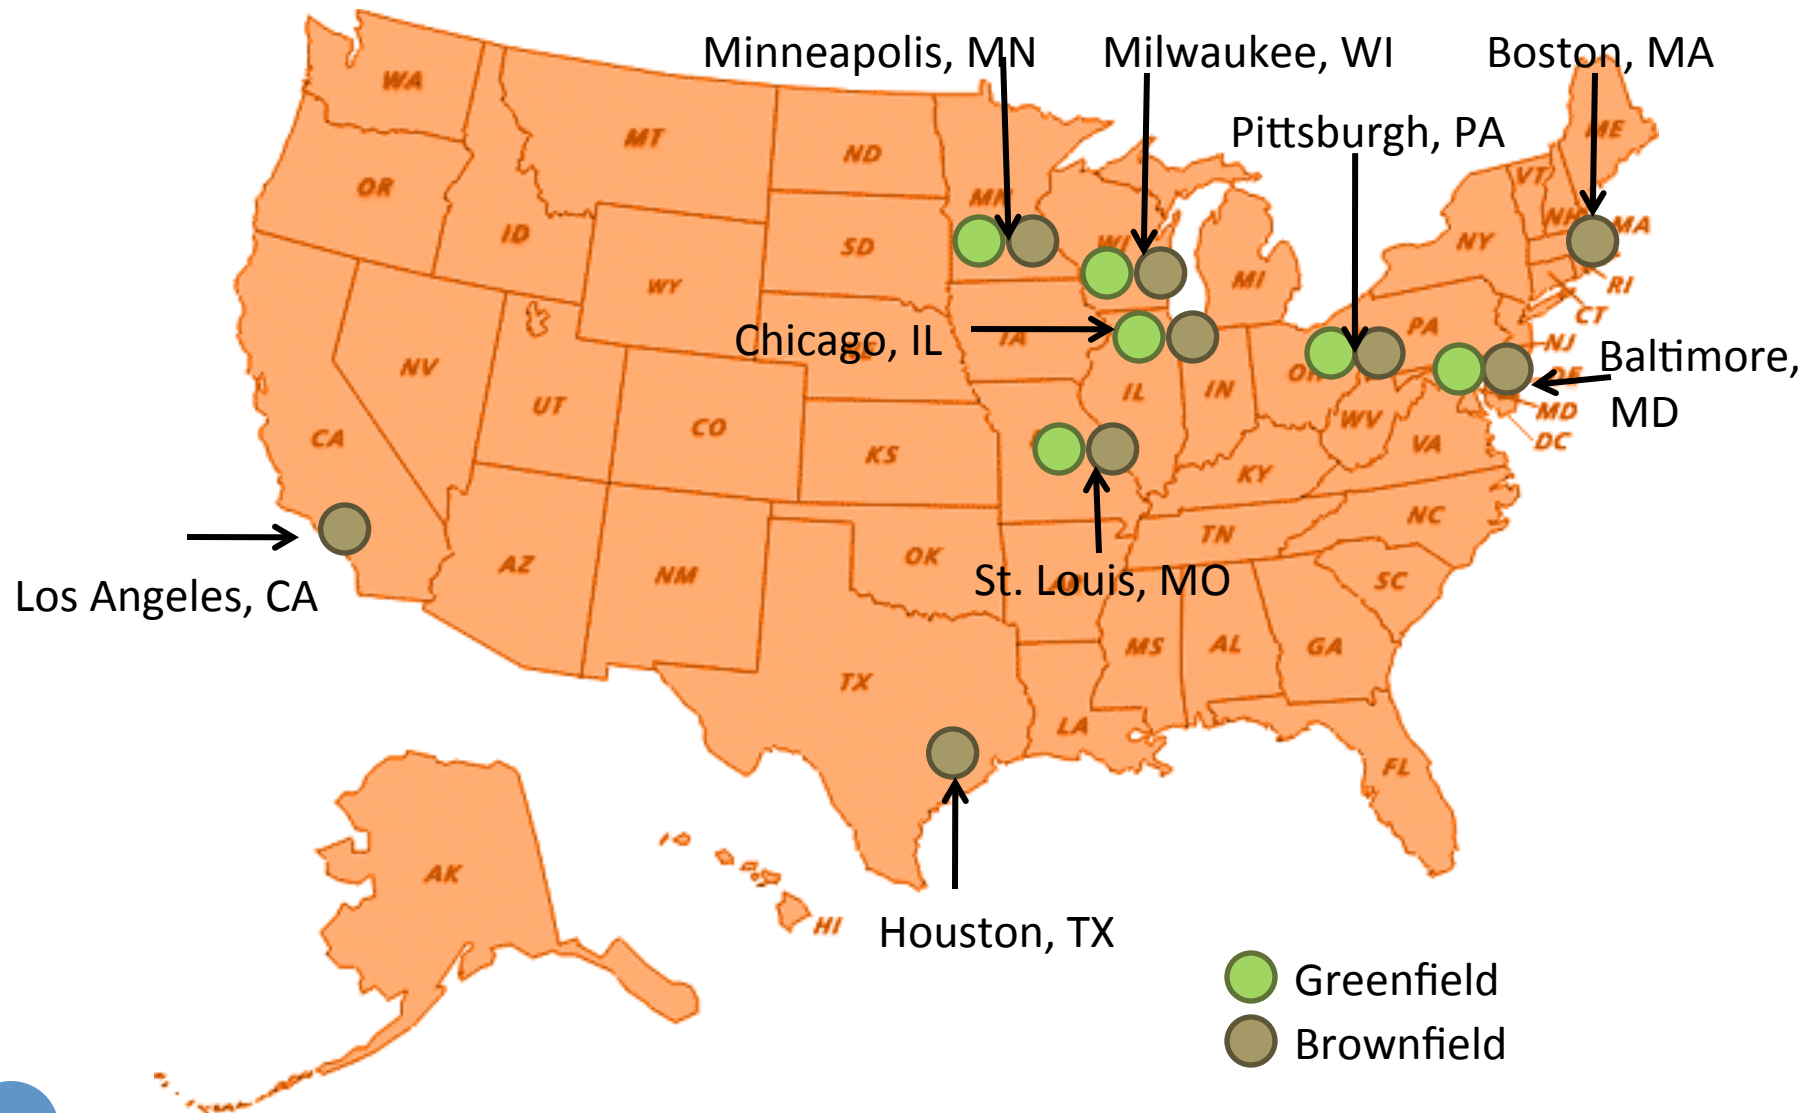 Minneapolis, MN
Milwaukee, WI
Boston, MA
WA
Pittsburgh, PA
ME
MT
ND
VT
OR
MN
NH
MA
ID
SD
WI
NY
WY
MI
RI
CT
Chicago, IL
IA
PA
NJ
Baltimore,
MD
NV
OH
DE
UT
IL
IN
MD
CA
CO
KS
WV
VA
DC
KY
NC
TN
AZ
NM
OK
St. Louis, MO
SC
Los Angeles, CA
MS
AL
GA
TX
LA
FL
AK
HI
Houston, TX
Greenfield
Brownfield